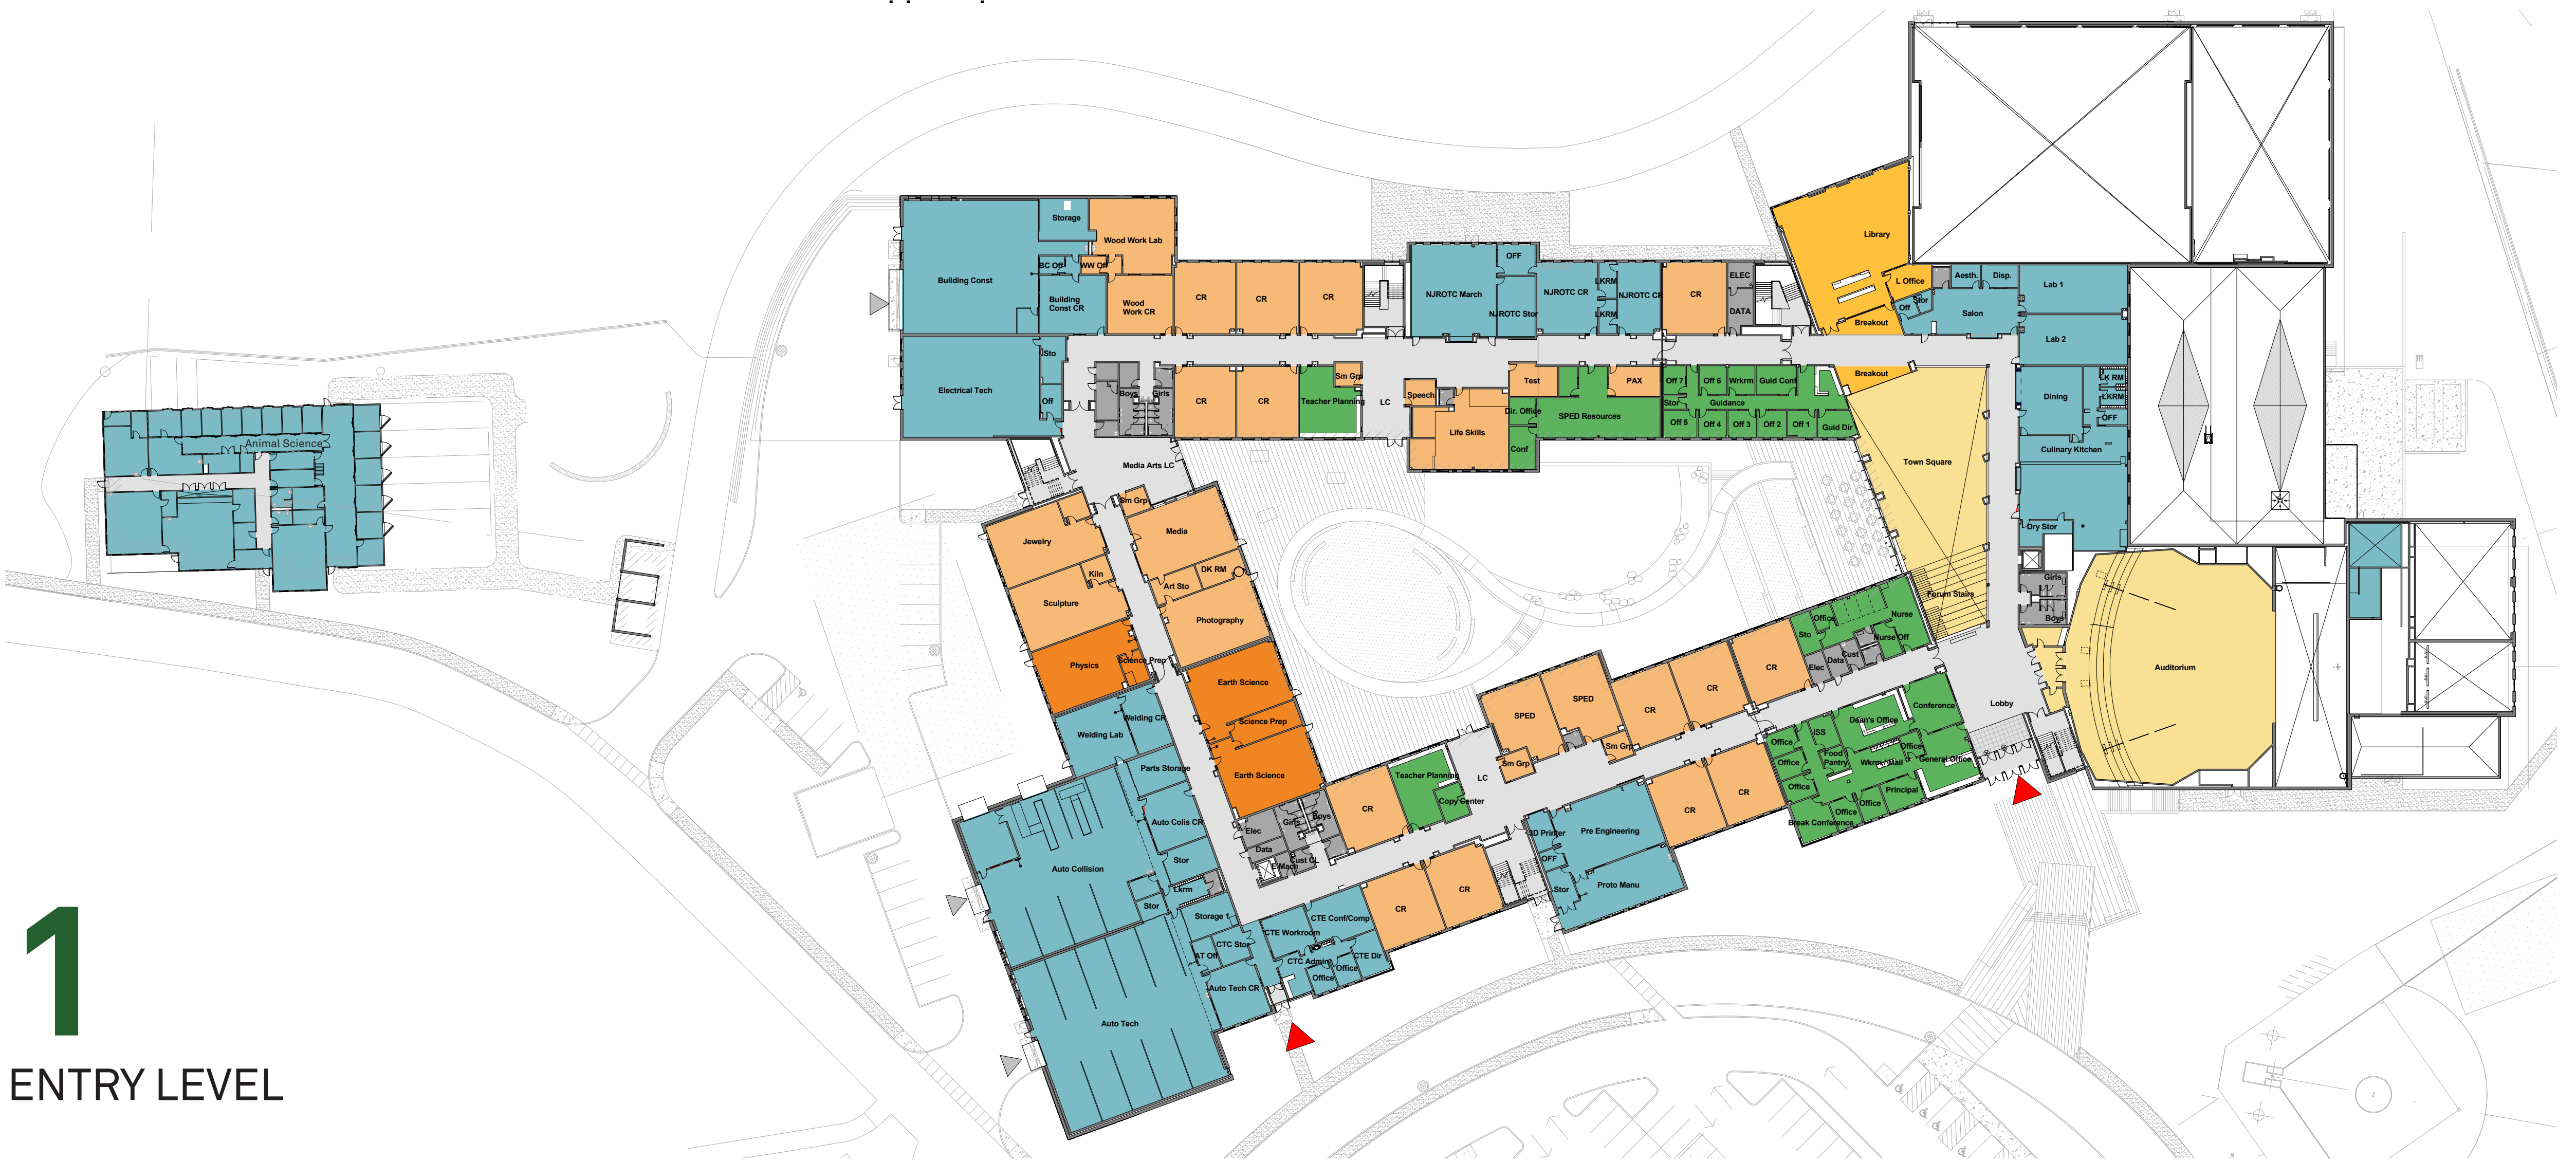 Library
Storage
Wood Work Lab
BC Off
WW Off
Building Const
Building
Const CR
Wood
Work CR
CR
CR
CR
NJROTC March
OFF
NJROTC Stor
NJROTC CR
LKRM
LKRM
NJROTC CR
CR
ELEC
DATA
L Office
Breakout
Aesth.
Disp.
Stor
Off
Salon
Lab 1
Lab 2
Electrical Tech
Sto
Off
Boys
Girls
CR
CR
Sm Grp
Teacher Planning
LC
Speech
Life Skills
Test
PAX
Dir. Office
SPED Resources
Conf
Off 7
Off 6
Wrkrm
Guid Conf
Stor
Guidance
Off 5
Off 4
Off 3
Off 2
Off 1
Guid Dir
Breakout
Town Square
Dining
LK RM
LKRM
OFF
Culinary Kitchen
Dry Stor
Animal Science
Media Arts LC
Sm Grp
Jewelry
Media
Kiln
DK RM
Art Sto
Sculpture
Photography
Physics
Science Prep
Earth Science
Science Prep
Earth Science
Welding CR
Welding Lab
Parts Storage
Auto Colis CR
Stor
Auto Collision
Lkrm
Stor
Storage 1
CTC Stor
AT Off
Auto Tech CR
Auto Tech
Elec
Girls
Boys
Data
Cust CL
E Mach
CR
Teacher Planning
Copy Center
LC
SPED
SPED
Sm Grp
Sm Grp
CR
CR
CR
Sto
Office
Nurse
Nurse Off
Cust
Data
Elec
Forum Stairs
Girls
Boys
Auditorium
Lobby
Conference
Dean's Office
ISS
Office
Office
Office
Food
Pantry
Wkrm / Mail
Office
General Office
Principal
Office
Office
Break Conference
CR
CR
3D Printer
Pre Engineering
OFF
Stor
Proto Manu
CR
CR
CTE Conf/Comp
CTE Workroom
CTC Admin
CTE Dir
Office
Office
1
ENTRY LEVEL